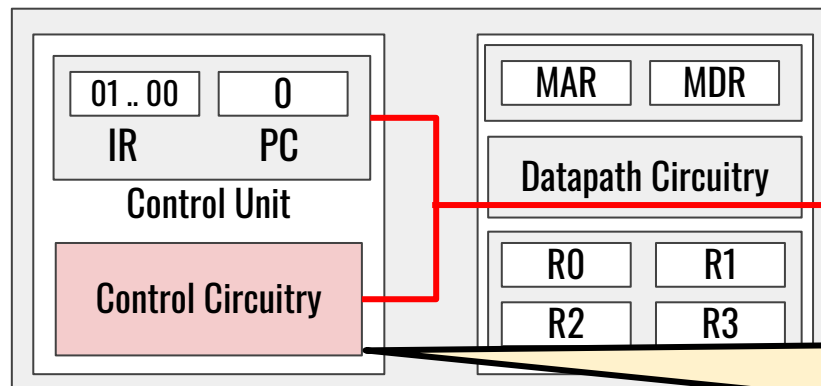 01 .. 00 0
IR PC
Control Unit
Control Circuitry
MAR MDR
Datapath Circuitry
R0 R1
R2 R3